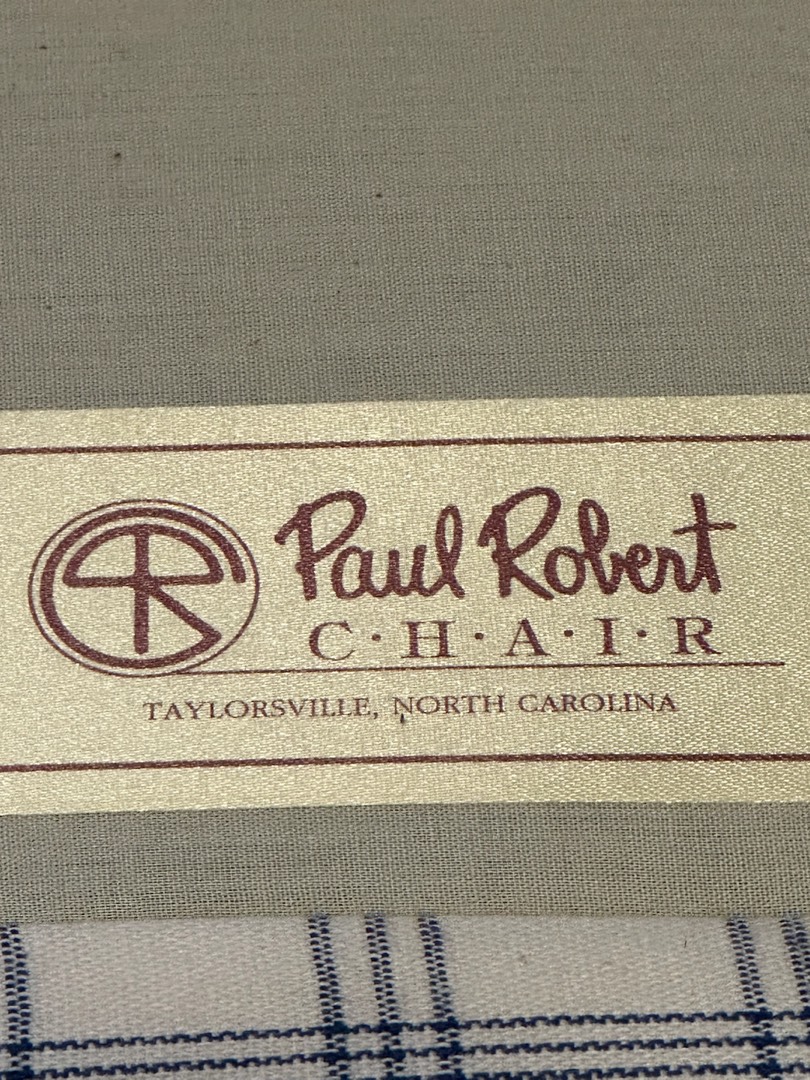 Paul Robert
C·H·A·I·R
TAYLORSVILLE, NORTH CAROLINA